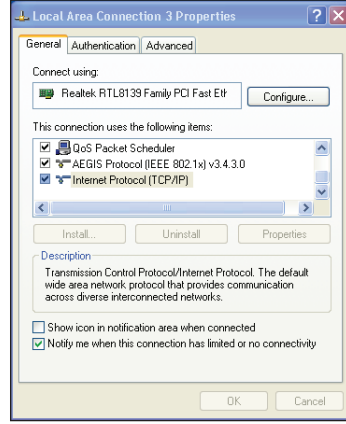 Local Area Connection 3 Properties
General Authentication Advanced
Connect using:
Realtek RTL8139 Family PCI Fast Eth
Configure...
This connection uses the following items:
QoS Packet Scheduler
AEGIS Protocol (IEEE 802.1x) v3.4.3.0
Internet Protocol (TCP/IP)
Install... Uninstall Properties
Description
Transmission Control Protocol/Internet Protocol. The default
wide area network protocol that provides communication
across diverse interconnected networks.
Show icon in notification area when connected
Notify me when this connection has limited or no connectivity
OK Cancel